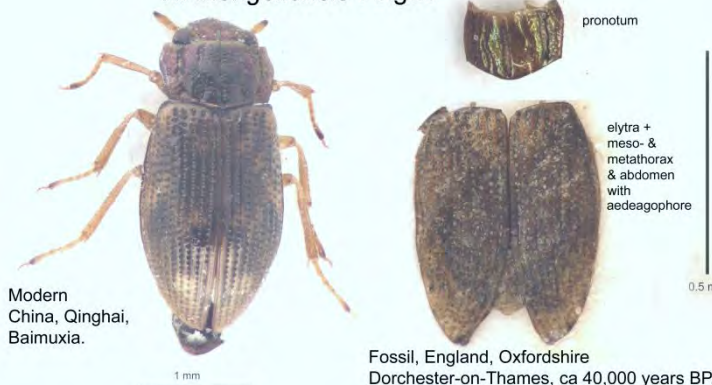 pronotum
elytra +
meso- &
metathorax
& abdomen
with
aedeagophore
Modern
China, Qinghai,
Baimuxia.
0.5
1 mm
Fossil, England, Oxfordshire
Dorchester-on-Thames, ca 40,000 years BP